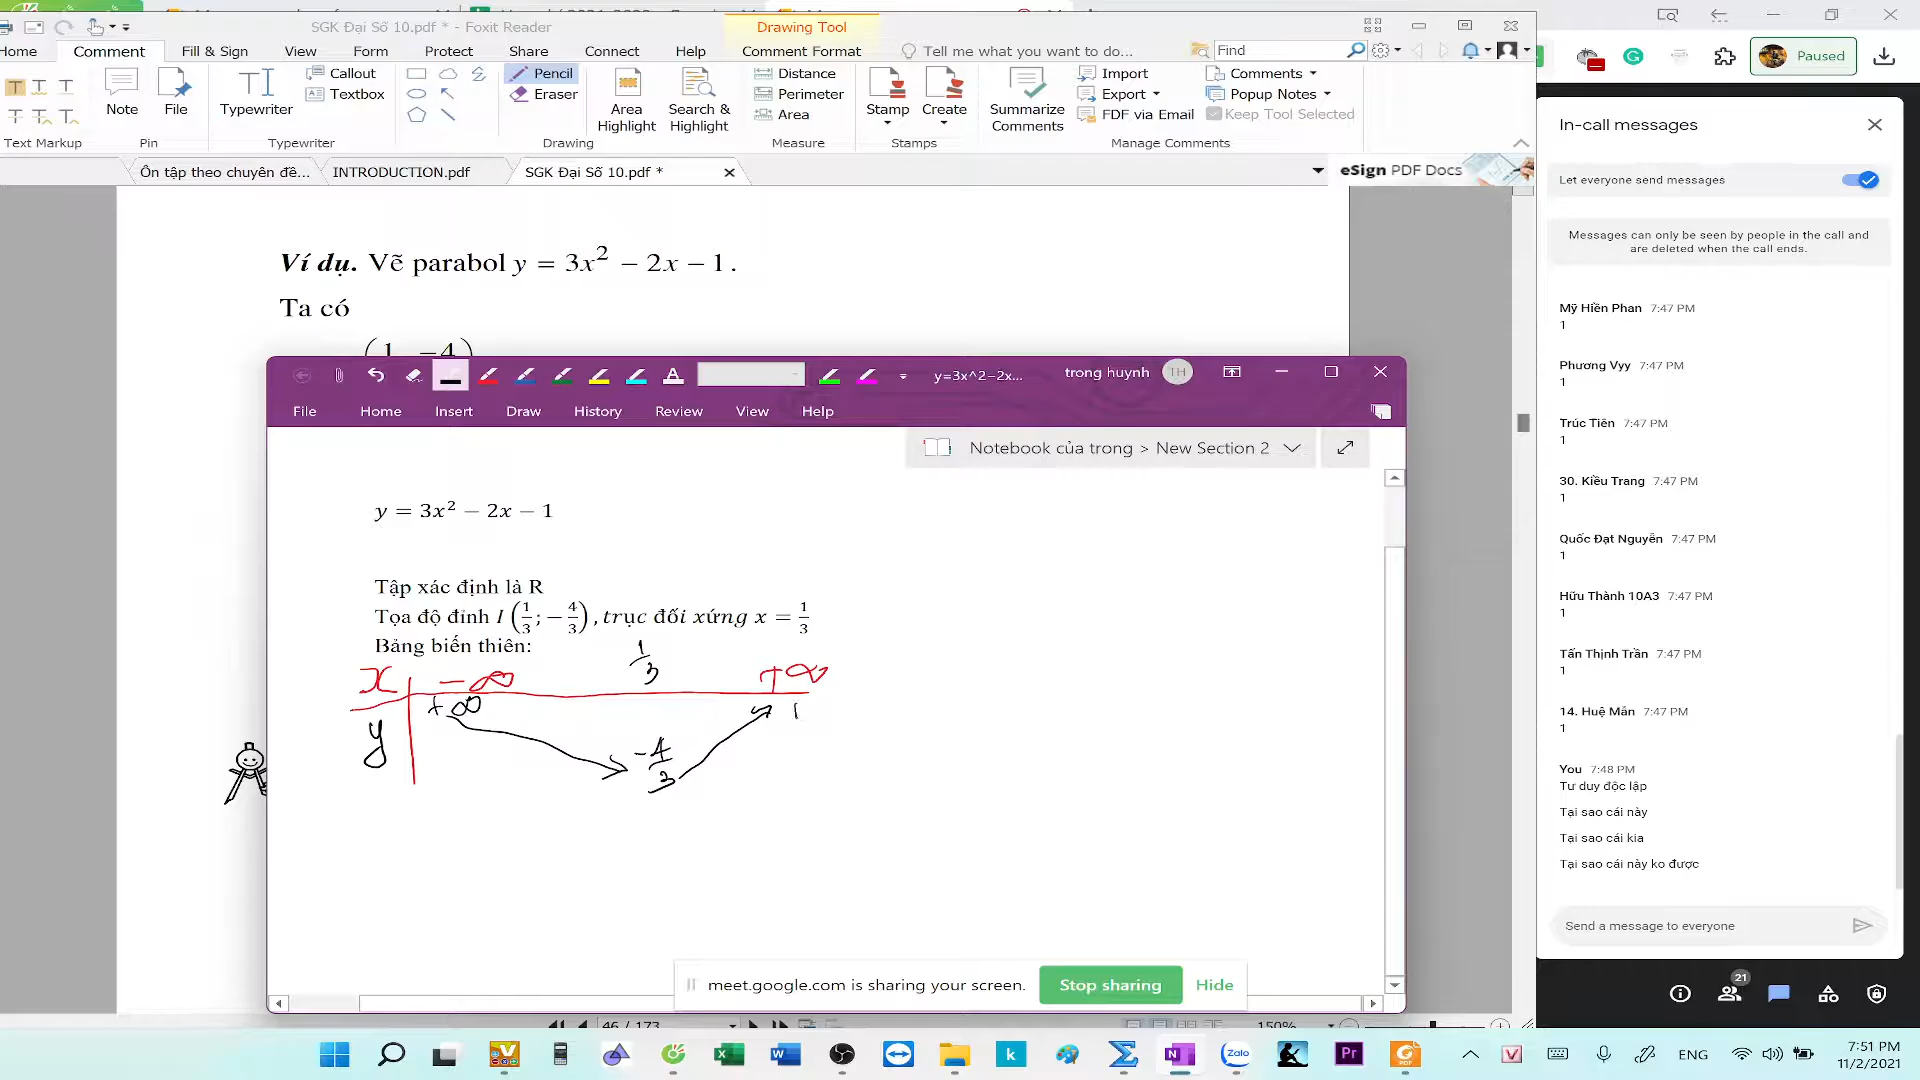 SGK Đại Số 10.pdf * - Foxit Reader
Drawing Tool
Home Comment Fill & Sign View Form Protect Share Connect Help Comment Format Tell me what you want to do... Find
Paused
Note
File
Typewriter
Callout
Textbox
Pencil
Eraser
Area Highlight
Search & Highlight
Distance
Perimeter
Area
Stamp
Create
Summarize Comments
Import
Export
FDF via Email
Comments
Popup Notes
Keep Tool Selected
Text Markup Pin Typewriter Drawing Measure Stamps Manage Comments
Ôn tập theo chuyên đề... INTRODUCTION.pdf SGK Đại Số 10.pdf * eSign PDF Docs
Ví dụ. Vẽ parabol y = 3x² − 2x − 1.
Ta có
(1 −4)
y=3x^2−2x... trong huynh TH
File Home Insert Draw History Review View Help
Notebook của trong > New Section 2
y = 3x² − 2x − 1
Tập xác định là R
Tọa độ đỉnh I (1/3; −4/3), trục đối xứng x = 1/3
Bảng biến thiên:
x −∞ 1/3 +∞
y +∞ −4/3 1
meet.google.com is sharing your screen. Stop sharing Hide
46 / 173 150%
In-call messages
Let everyone send messages
Messages can only be seen by people in the call and
are deleted when the call ends.
Mỹ Hiền Phan 7:47 PM
1
Phương Vyy 7:47 PM
1
Trúc Tiên 7:47 PM
1
30. Kiều Trang 7:47 PM
1
Quốc Đạt Nguyễn 7:47 PM
1
Hữu Thành 10A3 7:47 PM
1
Tấn Thịnh Trần 7:47 PM
1
14. Huệ Mẫn 7:47 PM
1
You 7:48 PM
Tư duy độc lập
Tại sao cái này
Tại sao cái kia
Tại sao cái này ko được
Send a message to everyone
21
Zalo Pr ENG 7:51 PM
11/2/2021